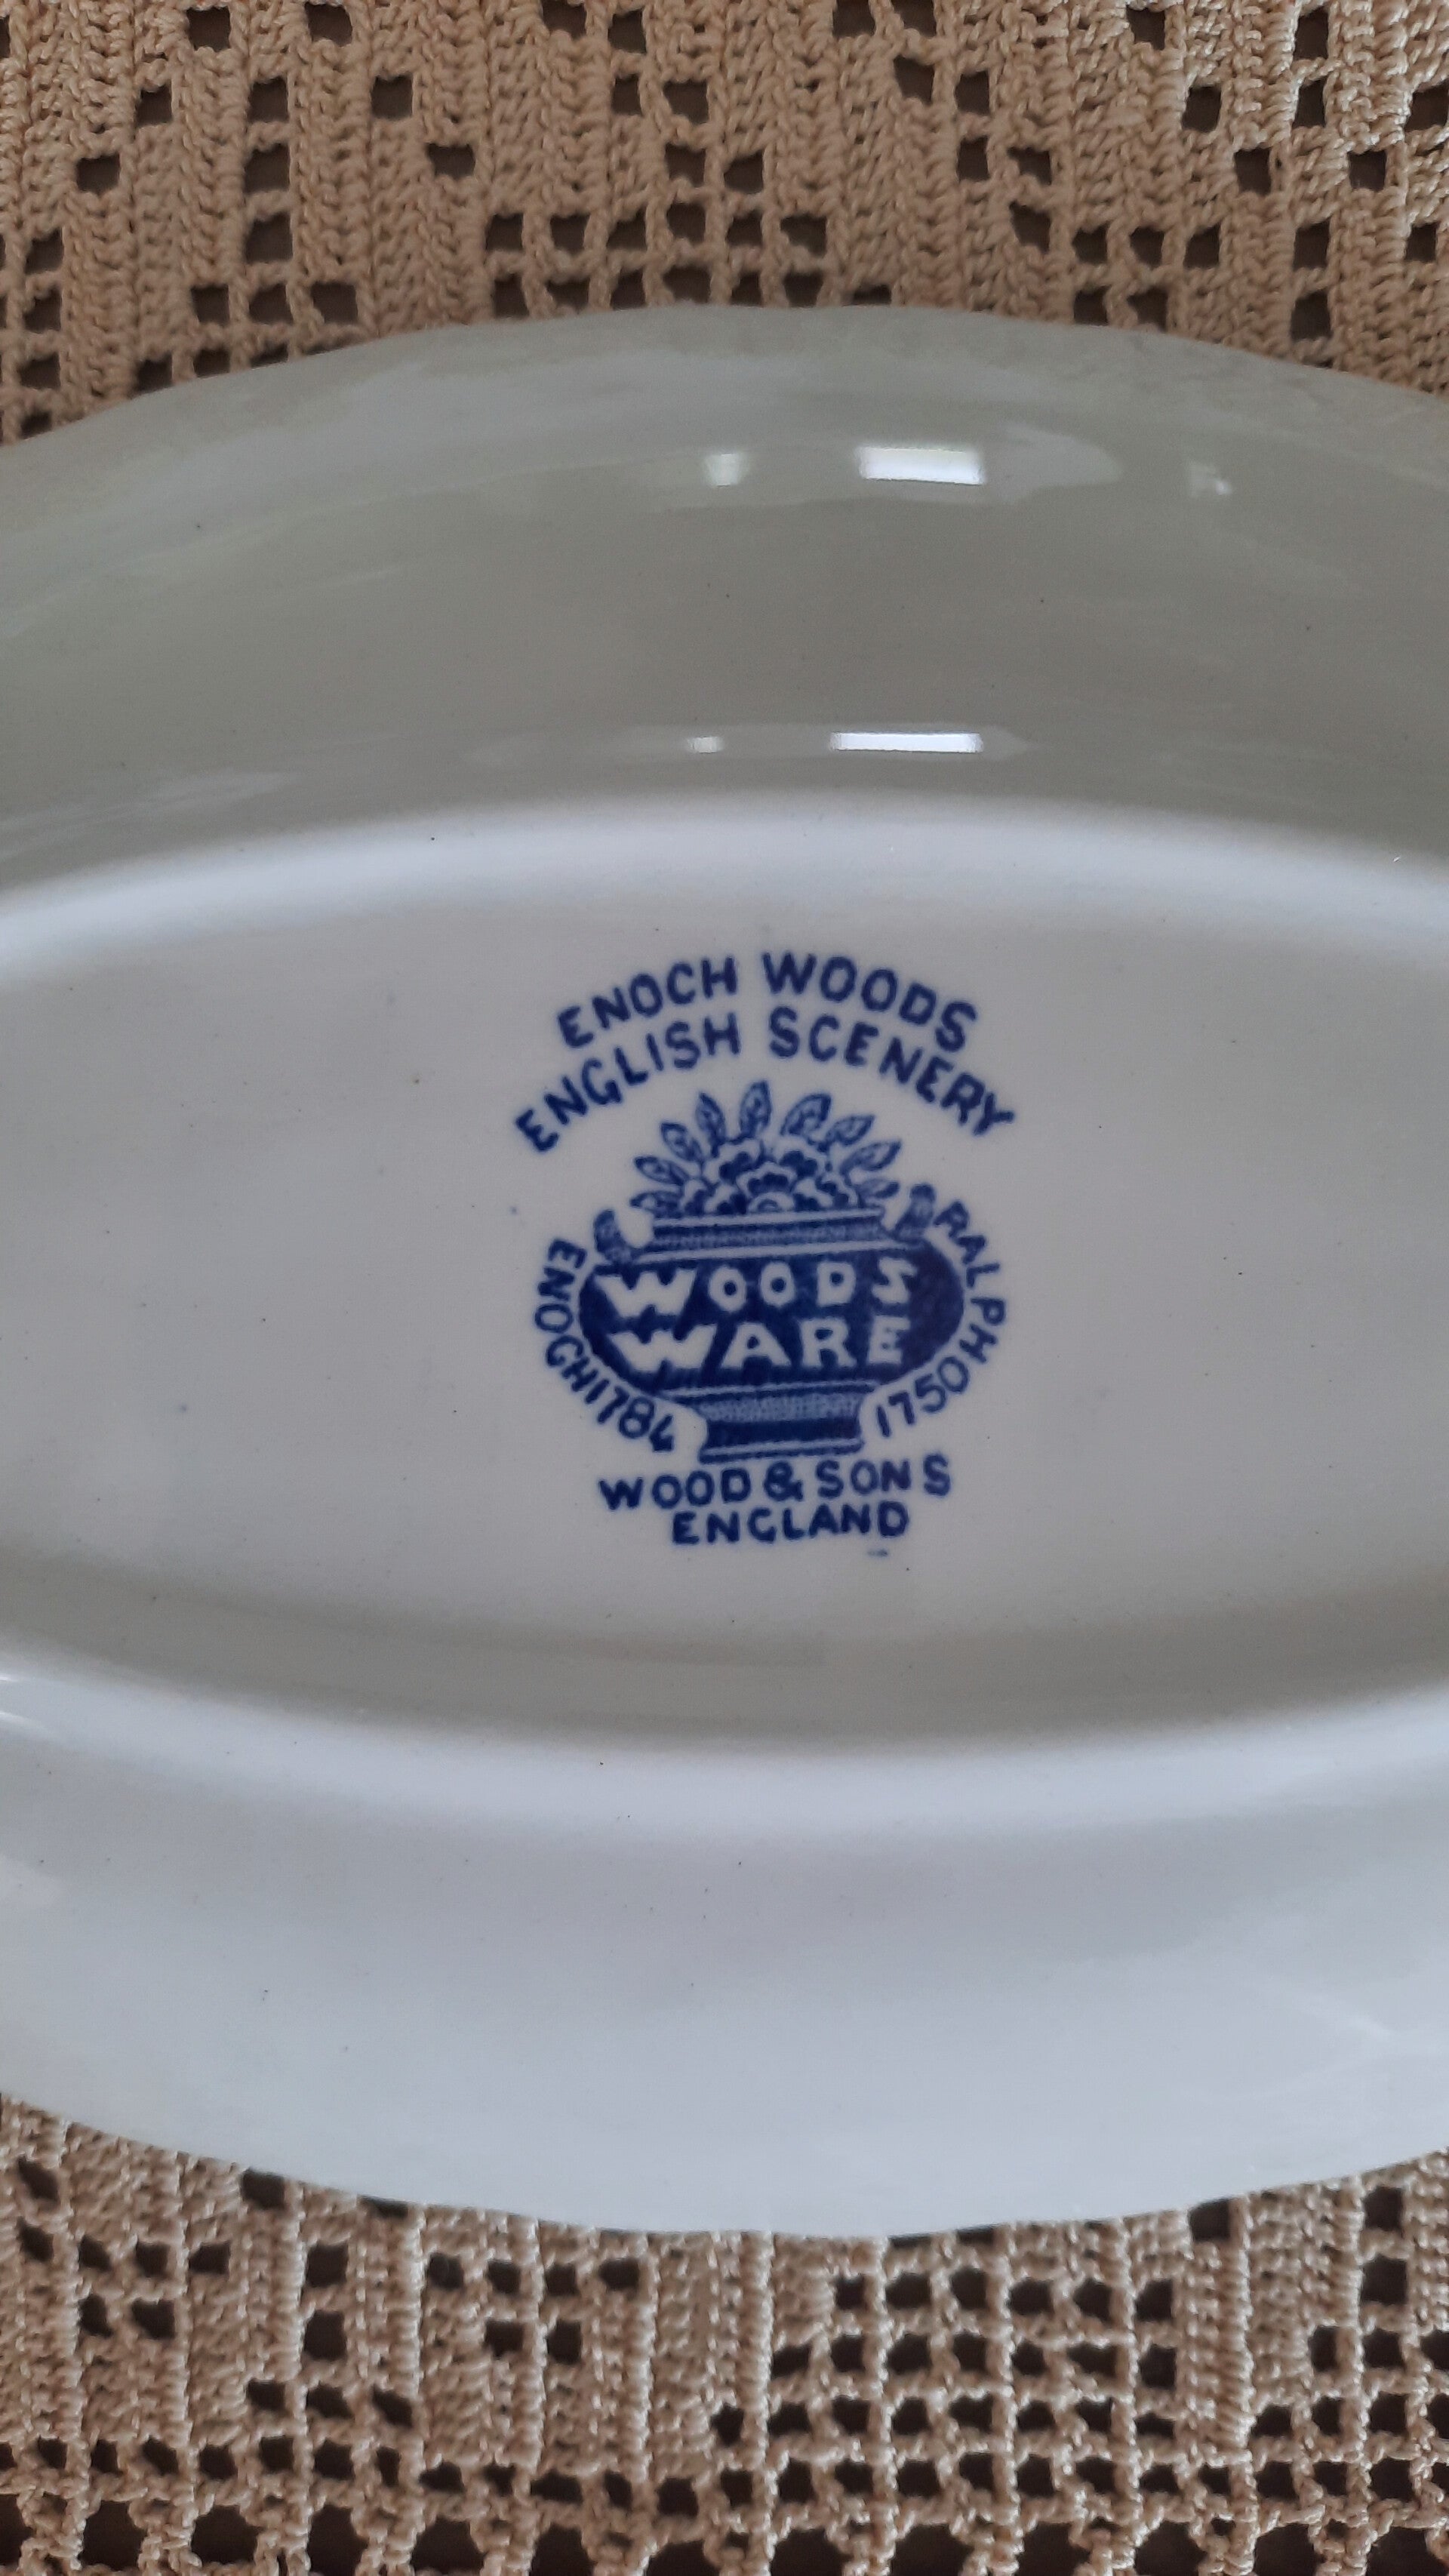 ENOCH WOODS
ENGLISH SCENERY
WOODS
WARE
ENOCH 1784
RALPH 1750
WOOD & SONS
ENGLAND